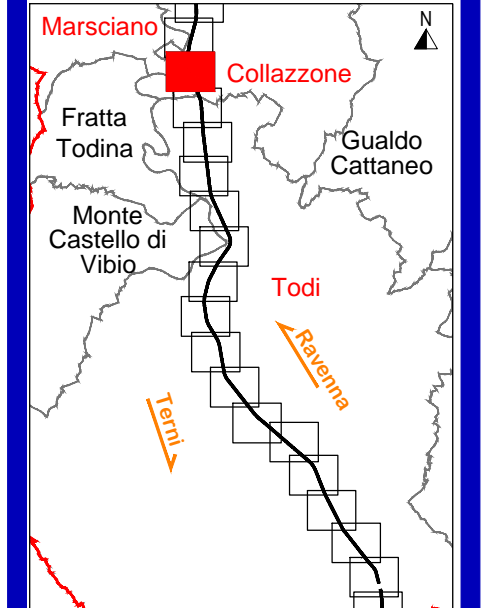 N
Marsciano
Collazzone
Fratta
Todina
Gualdo
Cattaneo
Monte
Castello di
Vibio
Todi
Ravenna
Terni